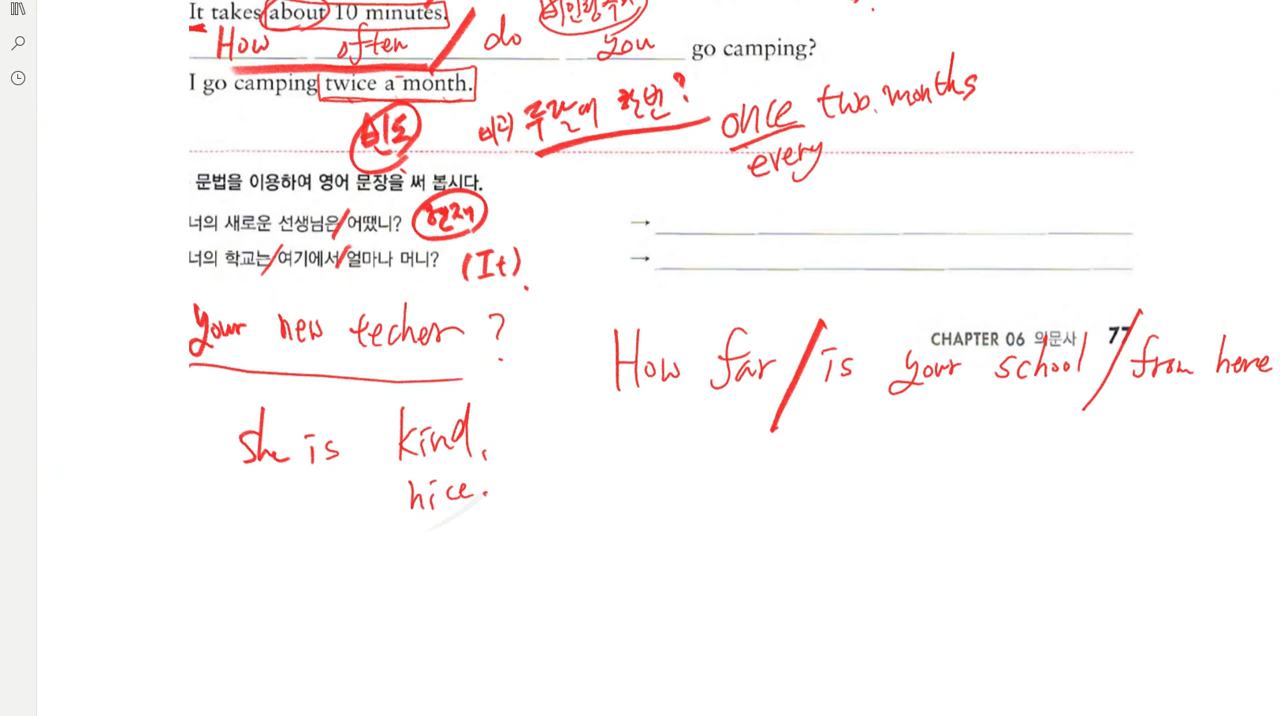 It takes about 10 minutes.
비인칭주어
How often / do you go camping?
I go camping twice a month.
빈도
비교 두달에 한번?
once two months
every
문법을 이용하여 영어 문장을 써 봅시다.
너의 새로운 선생님은 어땠니? 현재 →
너의 학교는 여기에서 얼마나 머니? (It). →
your new techer ?
CHAPTER 06 의문사 77
How far / is your school / from here
she is kind.
nice.